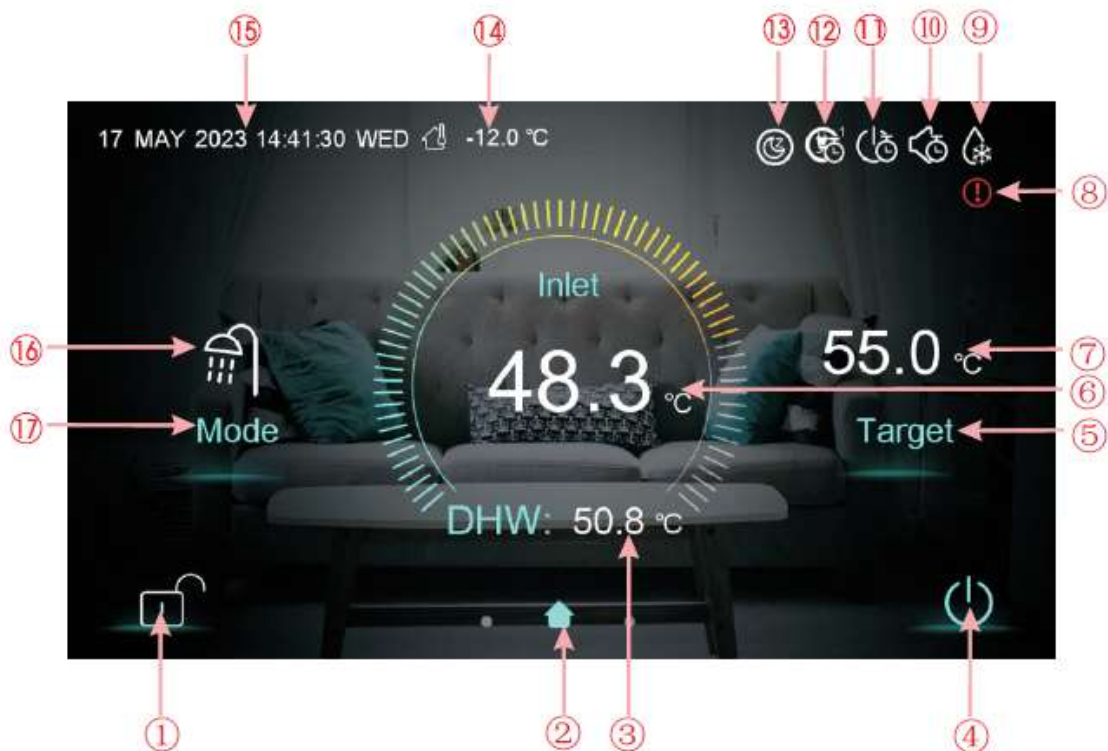 ⑮ ⑭ ⑬ ⑫ ⑪ ⑩ ⑨
17 MAY 2023 14:41:30 WED -12.0 ℃
⑧
Inlet
⑯ 48.3 ℃ 55.0 ℃ ⑦
⑥
⑰ Mode Target ⑤
DHW: 50.8 ℃
① ② ③ ④